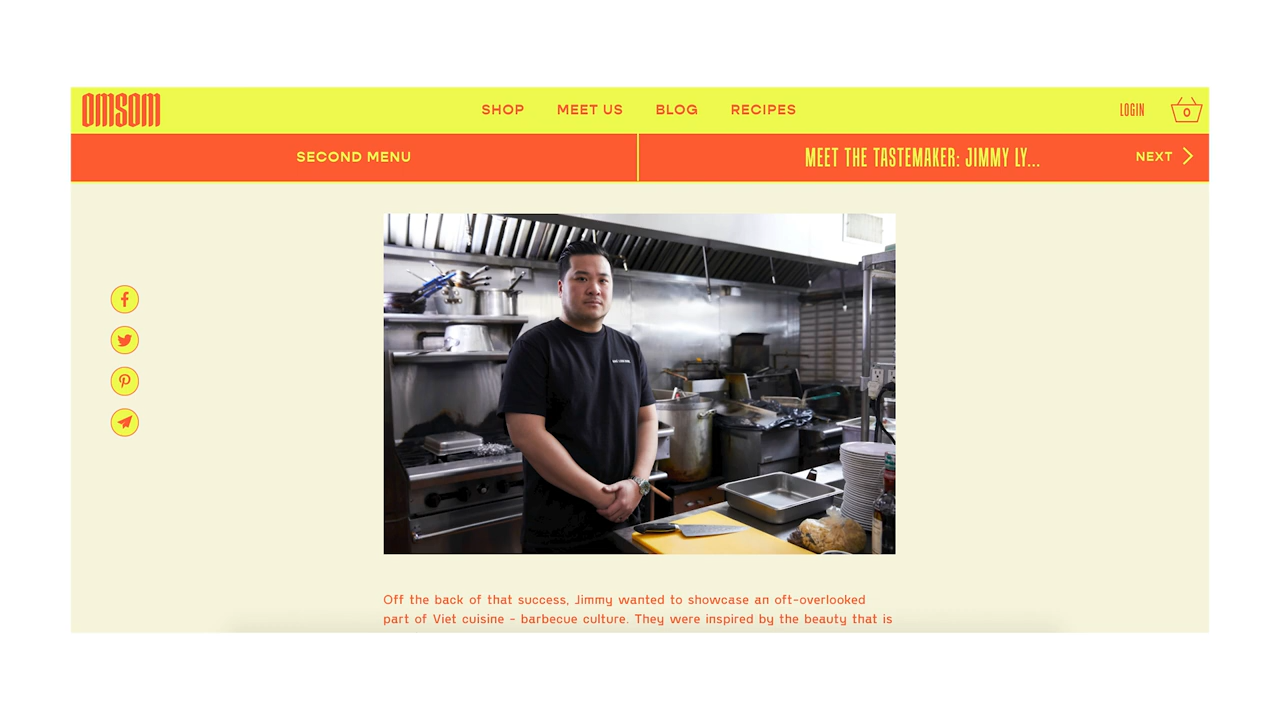 OMSOM
SHOP
MEET US
BLOG
RECIPES
LOGIN
0
SECOND MENU
MEET THE TASTEMAKER: JIMMY LY...
NEXT
Off the back of that success, Jimmy wanted to showcase an oft-overlooked
part of Viet cuisine - barbecue culture. They were inspired by the beauty that is